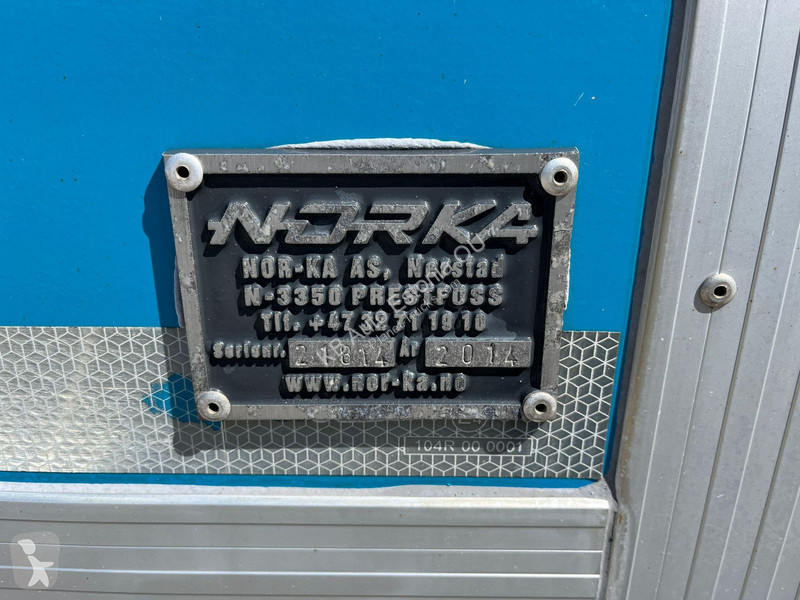 NORKA
NOR-KA AS, Nerstad
N-3350 PRESTFOSS
Tlf. +47 32 71 19 10
Serienr. 21814 År 2014
www.nor-ka.no
104R 00 0001